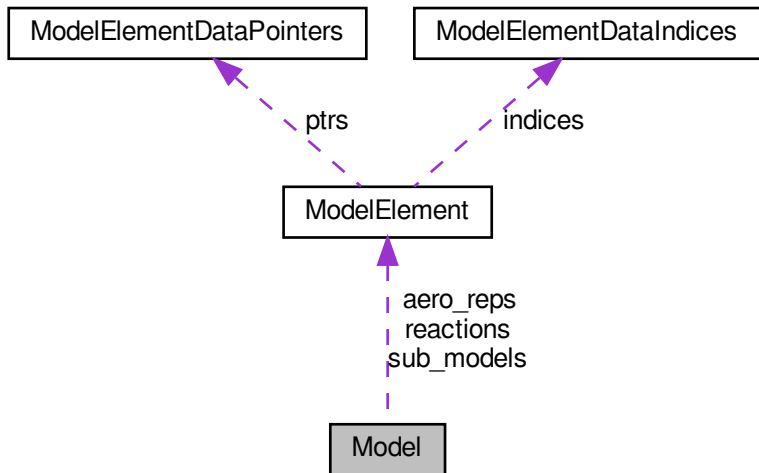 ModelElementDataPointers
ModelElementDataIndices
ptrs
indices
ModelElement
aero_reps
reactions
sub_models
Model